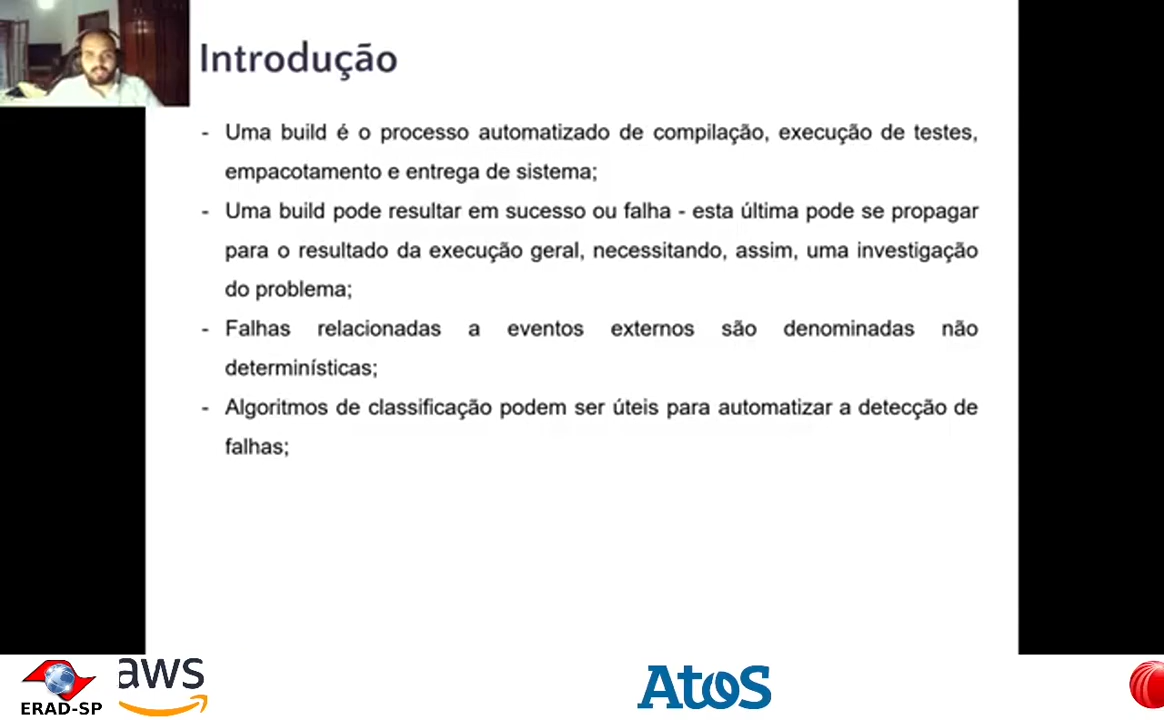 Introdução
- Uma build é o processo automatizado de compilação, execução de testes,
empacotamento e entrega de sistema;
- Uma build pode resultar em sucesso ou falha - esta última pode se propagar
para o resultado da execução geral, necessitando, assim, uma investigação
do problema;
- Falhas relacionadas a eventos externos são denominadas não
determinísticas;
- Algoritmos de classificação podem ser úteis para automatizar a detecção de
falhas;
ERAD-SP
aws
Atos